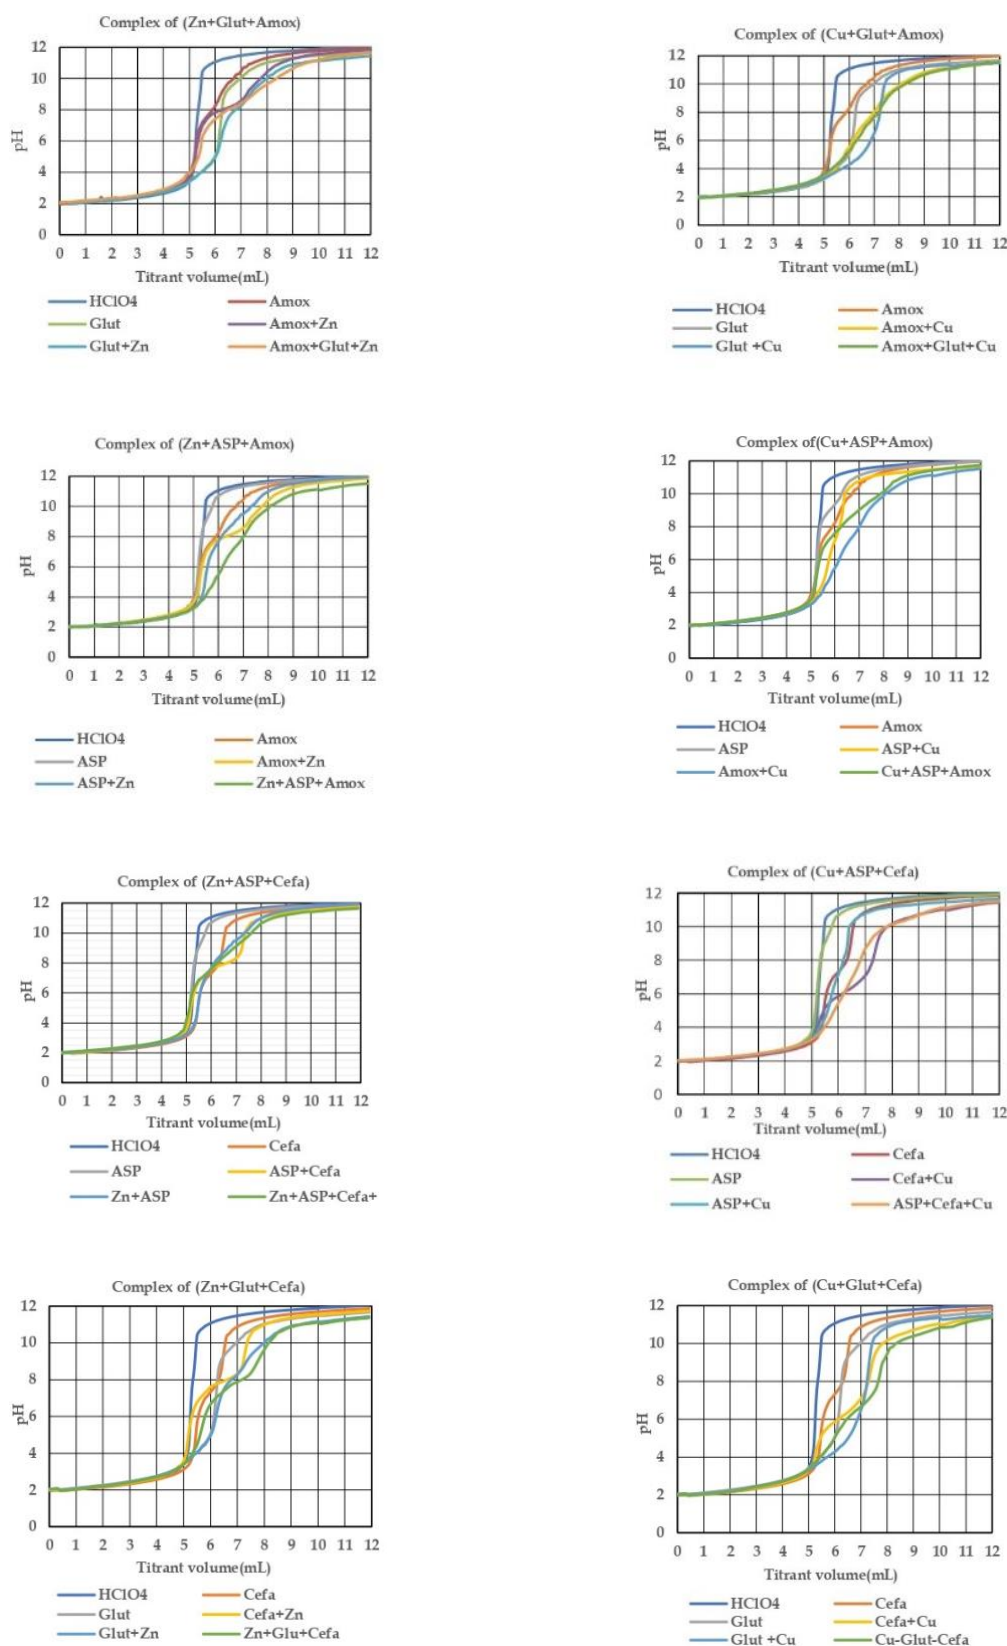 Complex of (Zn+Glut+Amox)
12
10
8
6
4
2
0
pH
0 1 2 3 4 5 6 7 8 9 10 11 12
Titrant volume(mL)
HClO4 Amox
Glut Amox+Zn
Glut+Zn Amox+Glut+Zn
Complex of (Cu+Glut+Amox)
12
10
8
6
4
2
0
pH
0 1 2 3 4 5 6 7 8 9 10 11 12
Titrant volume(mL)
HClO4 Amox
Glut Amox+Cu
Glut +Cu Amox+Glut+Cu
Complex of (Zn+ASP+Amox)
12
10
8
6
4
2
0
pH
0 1 2 3 4 5 6 7 8 9 10 11 12
Titrant volume(mL)
HClO4 Amox
ASP Amox+Zn
ASP+Zn Zn+ASP+Amox
Complex of(Cu+ASP+Amox)
12
10
8
6
4
2
0
pH
0 1 2 3 4 5 6 7 8 9 10 11 12
Titrant volume(mL)
HClO4 Amox
ASP ASP+Cu
Amox+Cu Cu+ASP+Amox
Complex of (Zn+ASP+Cefa)
12
10
8
6
4
2
0
pH
0 1 2 3 4 5 6 7 8 9 10 11 12
Titrant volume(mL)
HClO4 Cefa
ASP ASP+Cefa
Zn+ASP Zn+ASP+Cefa+
Complex of (Cu+ASP+Cefa)
12
10
8
6
4
2
0
pH
0 1 2 3 4 5 6 7 8 9 10 11 12
Titrant volume(mL)
HClO4 Cefa
ASP Cefa+Cu
ASP+Cu ASP+Cefa+Cu
Complex of (Zn+Glut+Cefa)
12
10
8
6
4
2
0
pH
0 1 2 3 4 5 6 7 8 9 10 11 12
Titrant volume(mL)
HClO4 Cefa
Glut Cefa+Zn
Glut+Zn Zn+Glu+Cefa
Complex of (Cu+Glut+Cefa)
12
10
8
6
4
2
0
pH
0 1 2 3 4 5 6 7 8 9 10 11 12
Titrant volume(mL)
HClO4 Cefa
Glut Cefa+Cu
Glut +Cu Cu-Glut-Cefa